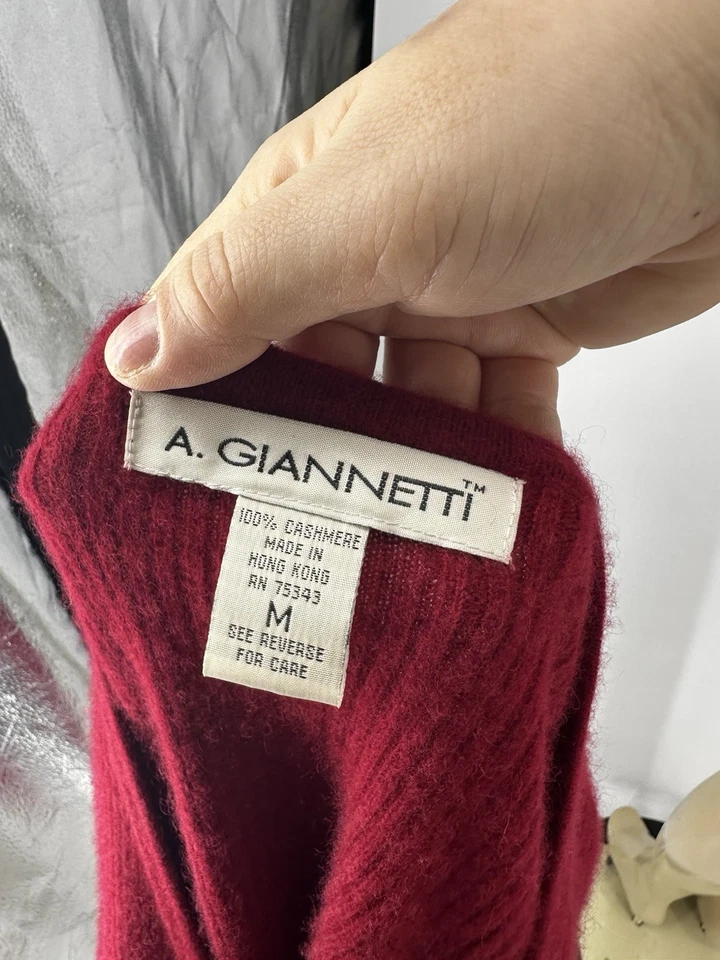 A. GIANNETTI™
100% CASHMERE
MADE IN
HONG KONG
RN 75343
M
SEE REVERSE
FOR CARE